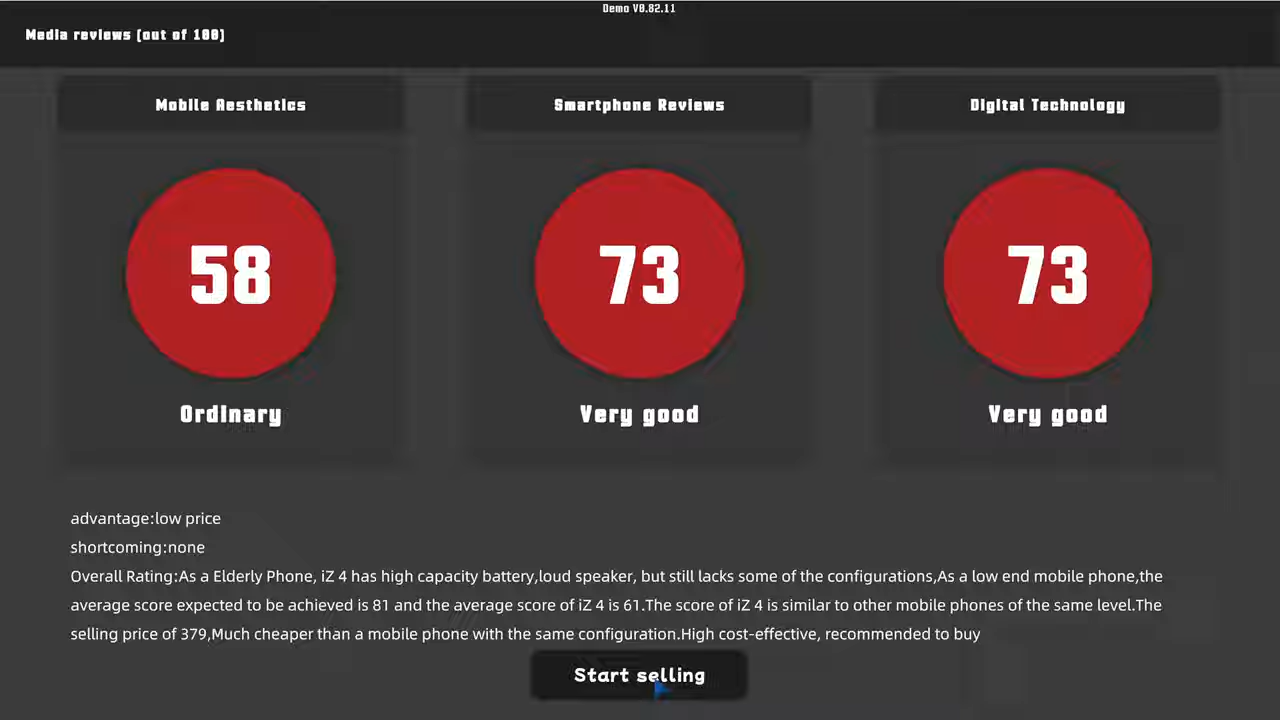 Demo V0.82.11
Media reviews (out of 100)
Mobile Aesthetics
Smartphone Reviews
Digital Technology
58
73
73
Ordinary
Very good
Very good
advantage:low price
shortcoming:none
Overall Rating:As a Elderly Phone, iZ 4 has high capacity battery,loud speaker, but still lacks some of the configurations,As a low end mobile phone,the
average score expected to be achieved is 81 and the average score of iZ 4 is 61.The score of iZ 4 is similar to other mobile phones of the same level.The
selling price of 379,Much cheaper than a mobile phone with the same configuration.High cost-effective, recommended to buy
Start selling